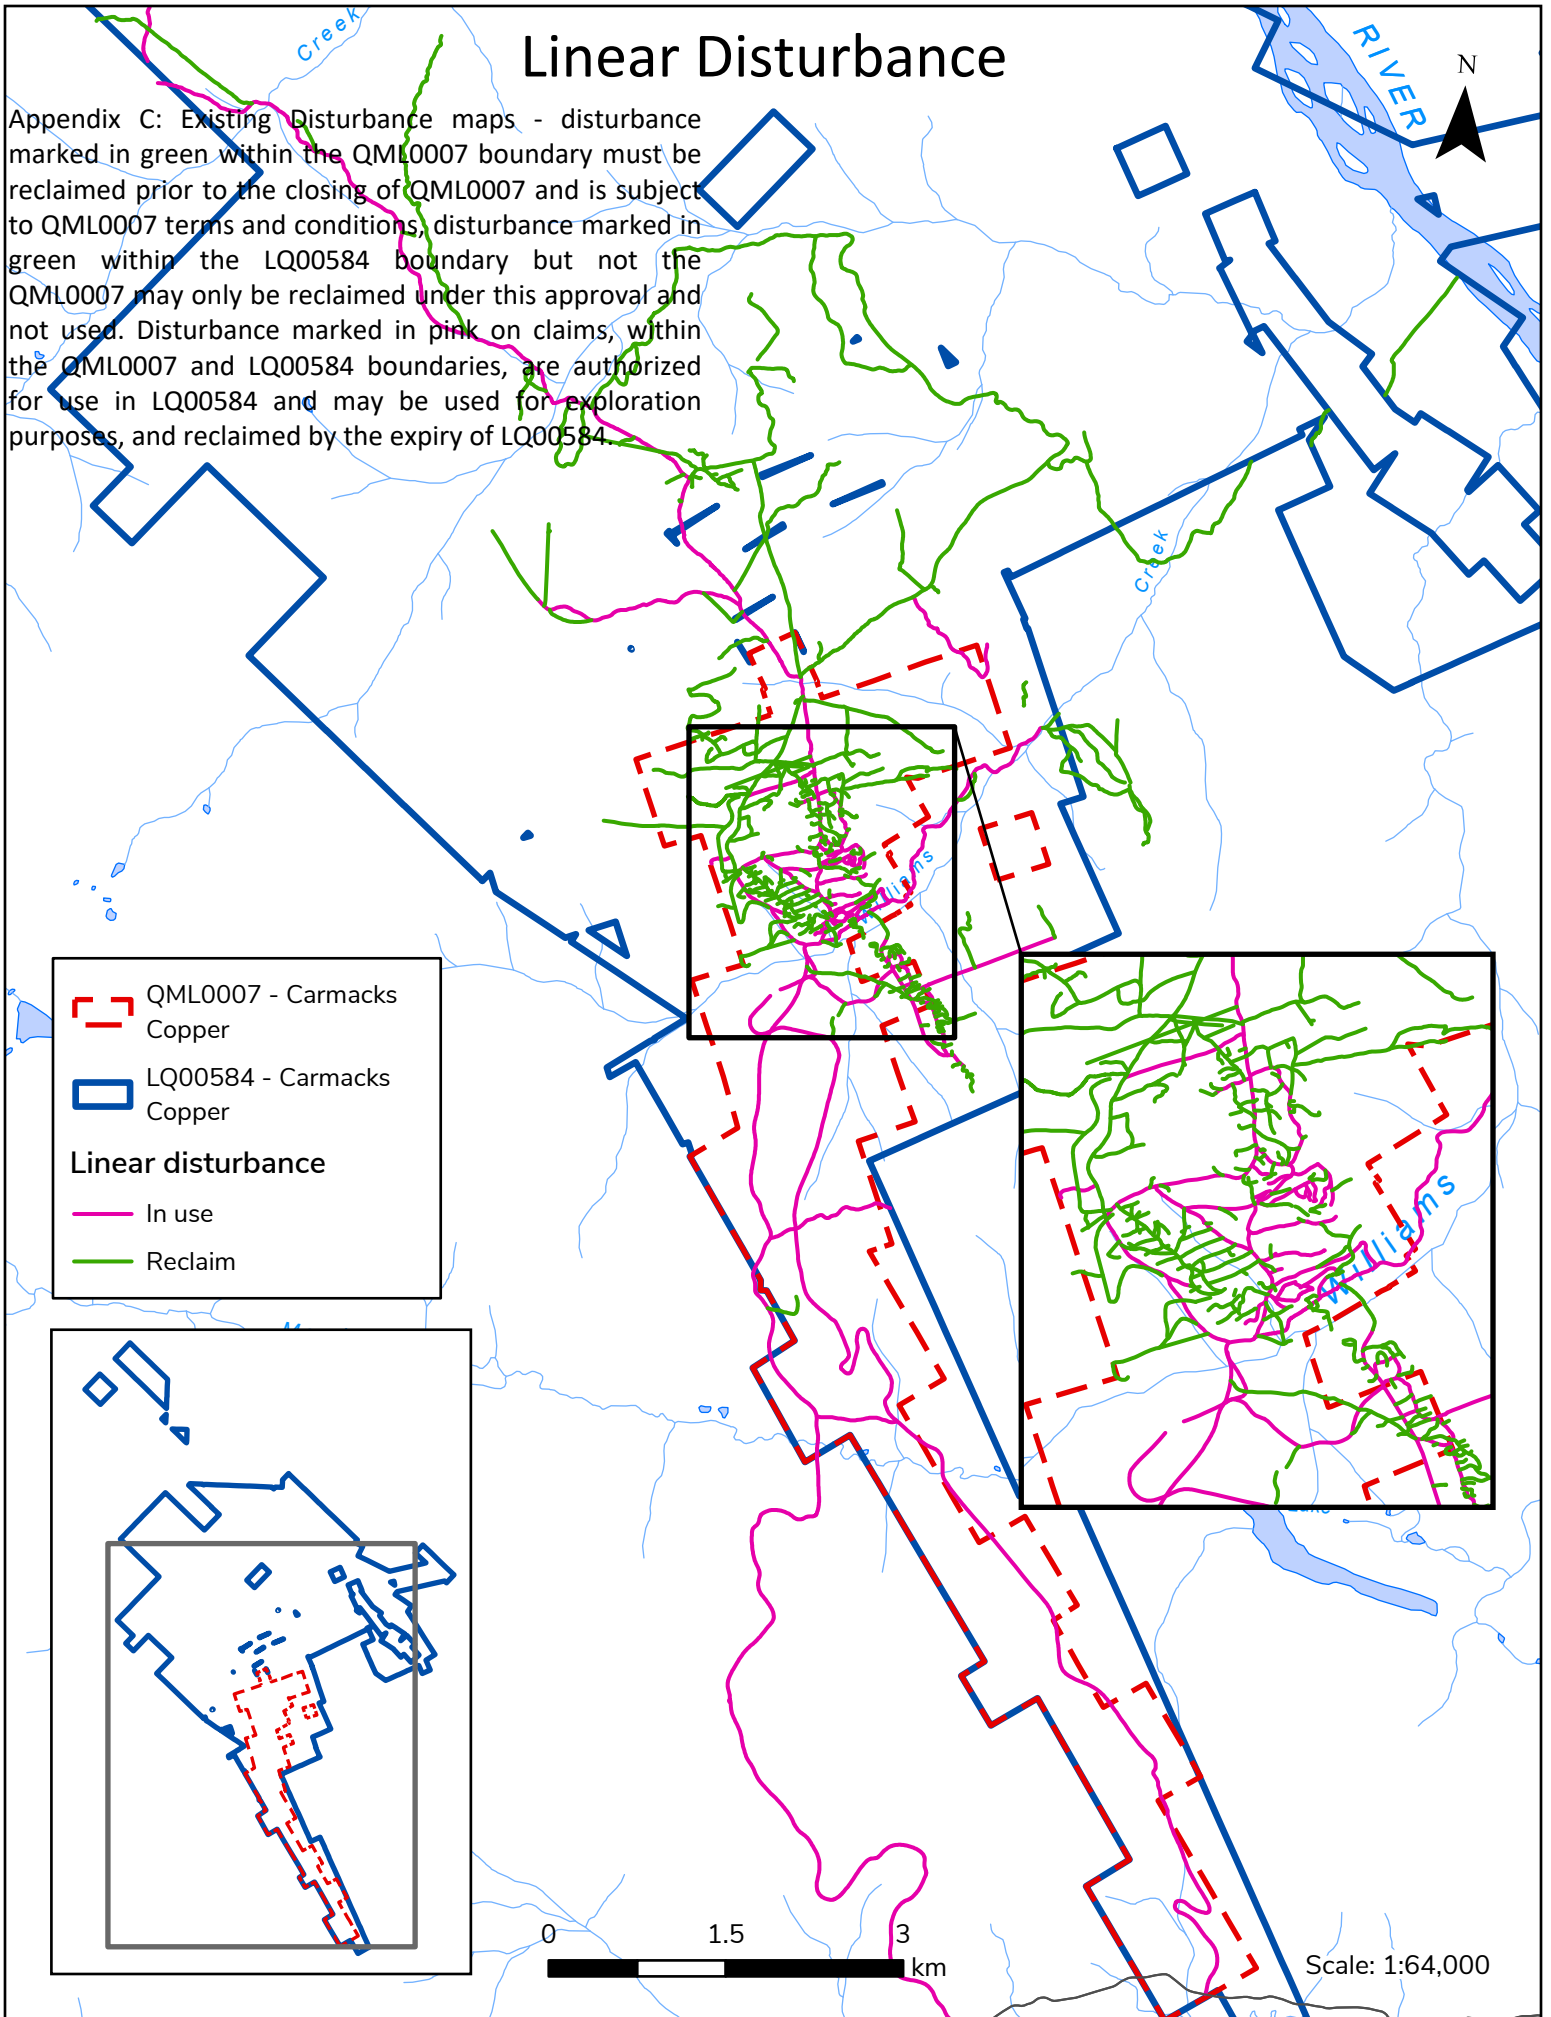 Linear Disturbance
Creek
RIVER
N
Appendix C: Existing Disturbance maps - disturbance
marked in green within the QML0007 boundary must be
reclaimed prior to the closing of QML0007 and is subject
to QML0007 terms and conditions, disturbance marked in
green within the LQ00584 boundary but not the
QML0007 may only be reclaimed under this approval and
not used. Disturbance marked in pink on claims, within
the QML0007 and LQ00584 boundaries, are authorized
for use in LQ00584 and may be used for exploration
purposes, and reclaimed by the expiry of LQ00584.
Creek
Williams
Williams
QML0007 - Carmacks
Copper
LQ00584 - Carmacks
Copper
Linear disturbance
In use
Reclaim
0 1.5 3
km
Scale: 1:64,000